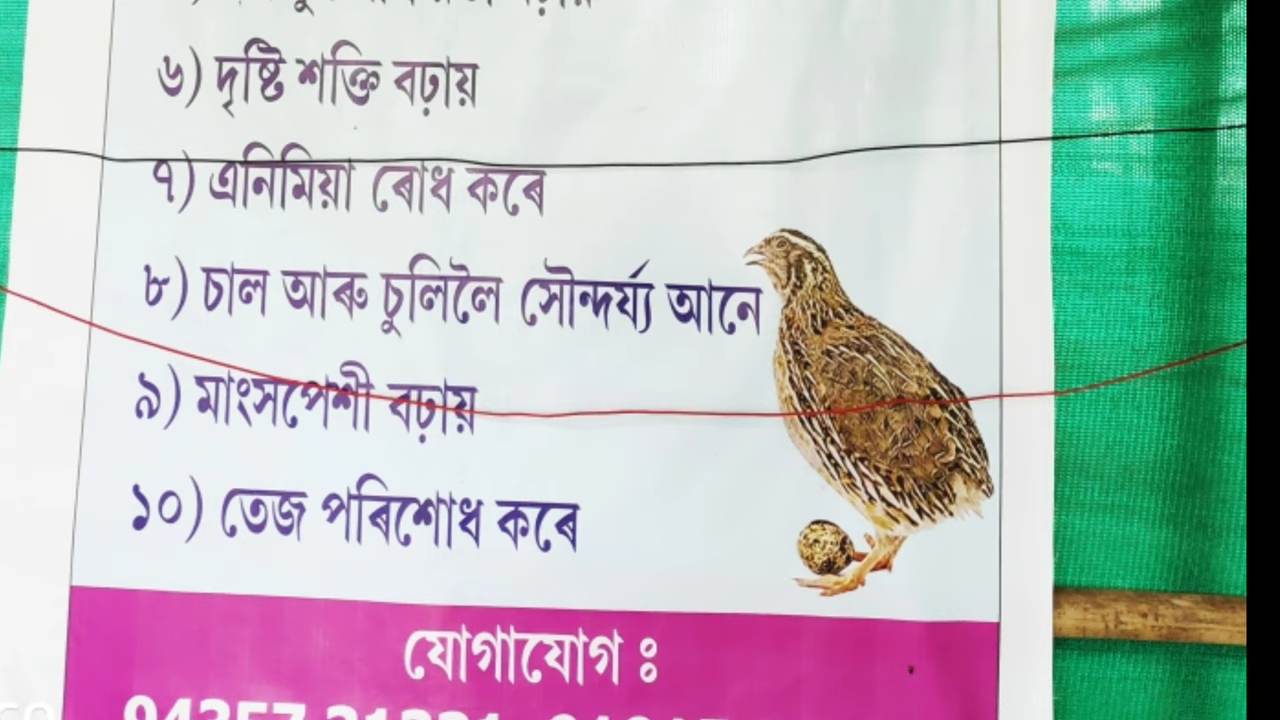 ৬) দৃষ্টি শক্তি বঢ়ায়
৭) এনিমিয়া ৰোধ কৰে
৮) চাল আৰু চুলিলৈ সৌন্দৰ্য্য আনে
৯) মাংসপেশী বঢ়ায়
১০) তেজ পৰিশোধ কৰে
যোগাযোগ ঃ